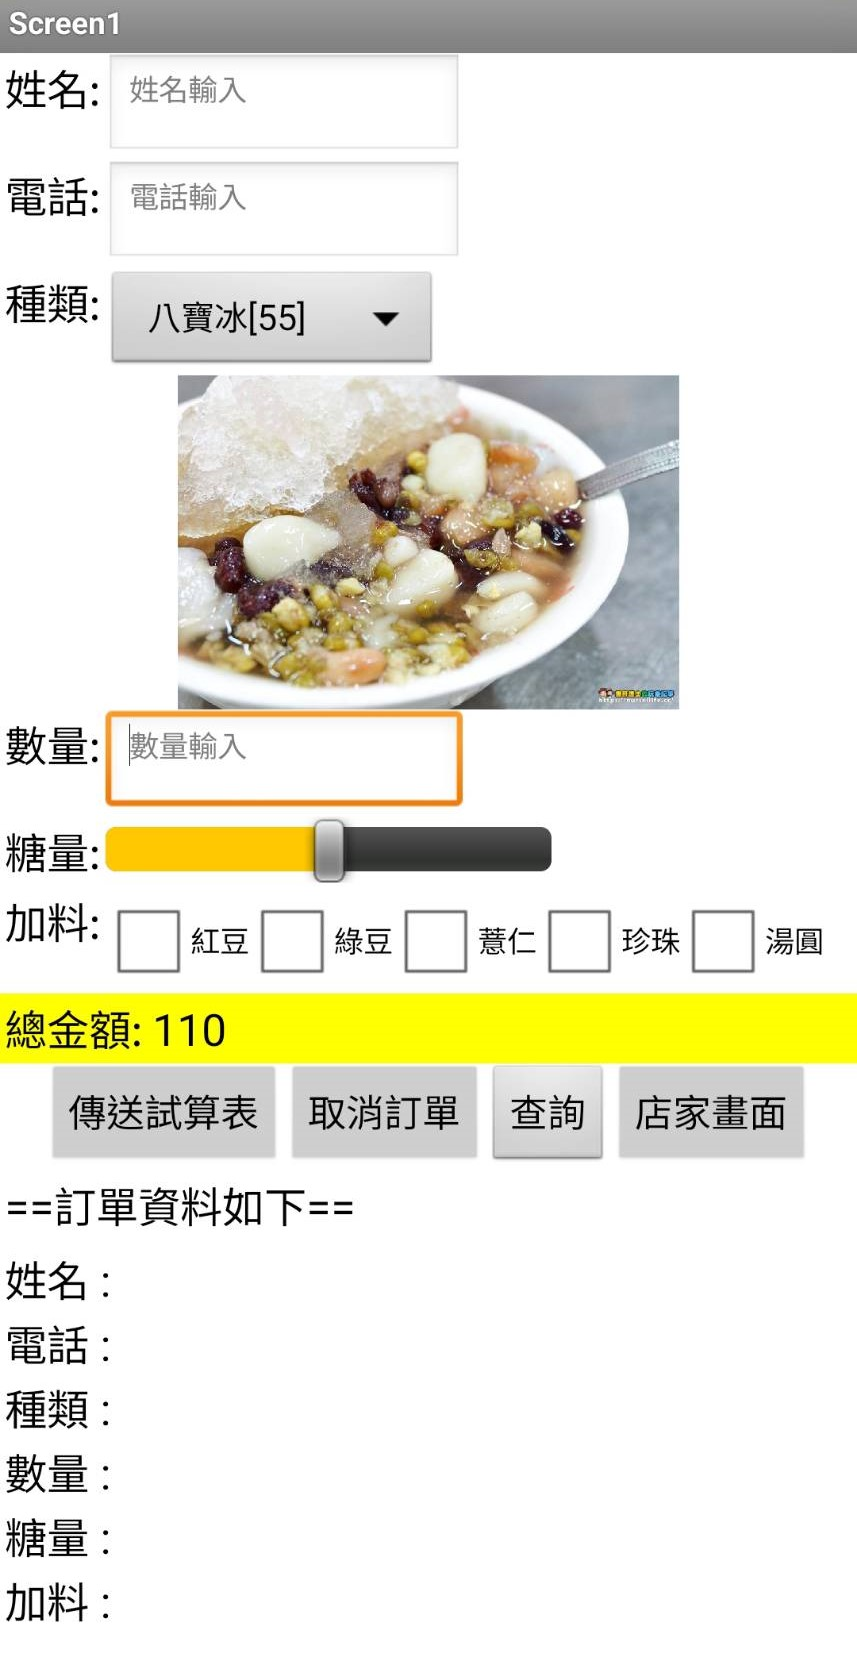 Screen1
姓名: 姓名輸入
電話: 電話輸入
種類: 八寶冰[55]
數量: 數量輸入
糖量:
加料: 紅豆 綠豆 薏仁 珍珠 湯圓
總金額: 110
傳送試算表 取消訂單 查詢 店家畫面
==訂單資料如下==
姓名 :
電話 :
種類 :
數量 :
糖量 :
加料 :